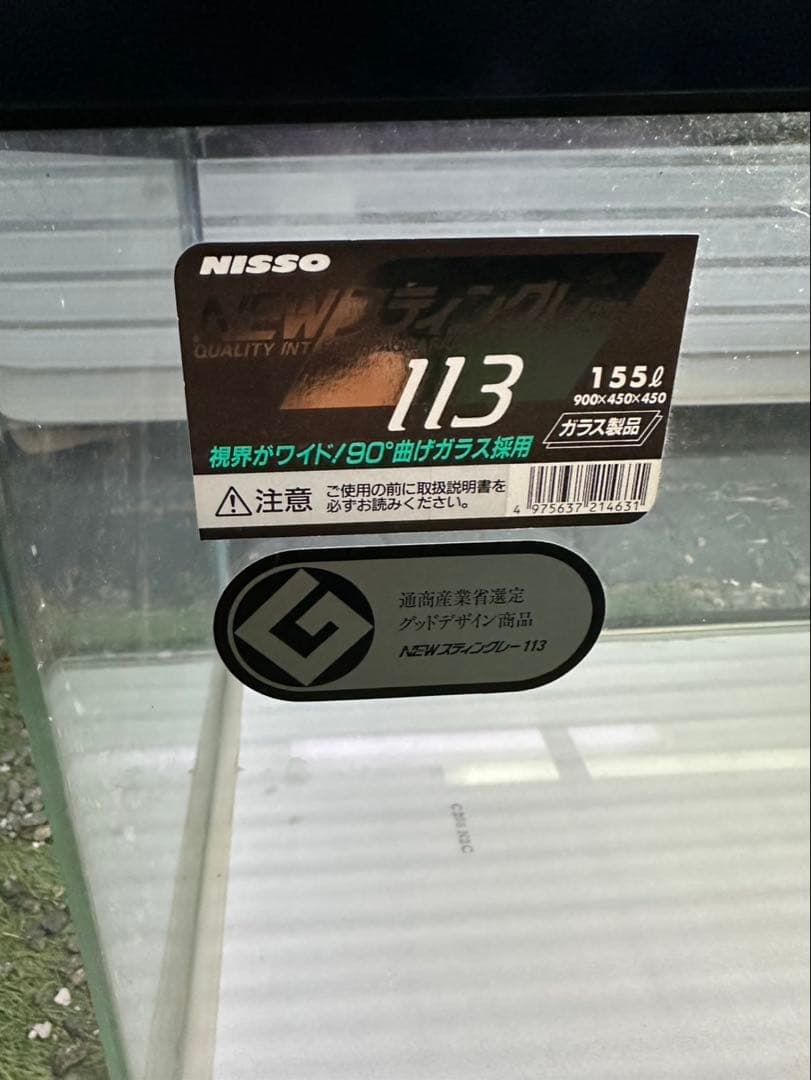 NISSO
NEWスティングレー
QUALITY INT
113
155ℓ
900×450×450
ガラス製品
視界がワイド!90°曲げガラス採用
注意 ご使用の前に取扱説明書を
必ずお読みください。
4 975637 214631
通商産業省選定
グッドデザイン商品
NEWスティングレー113